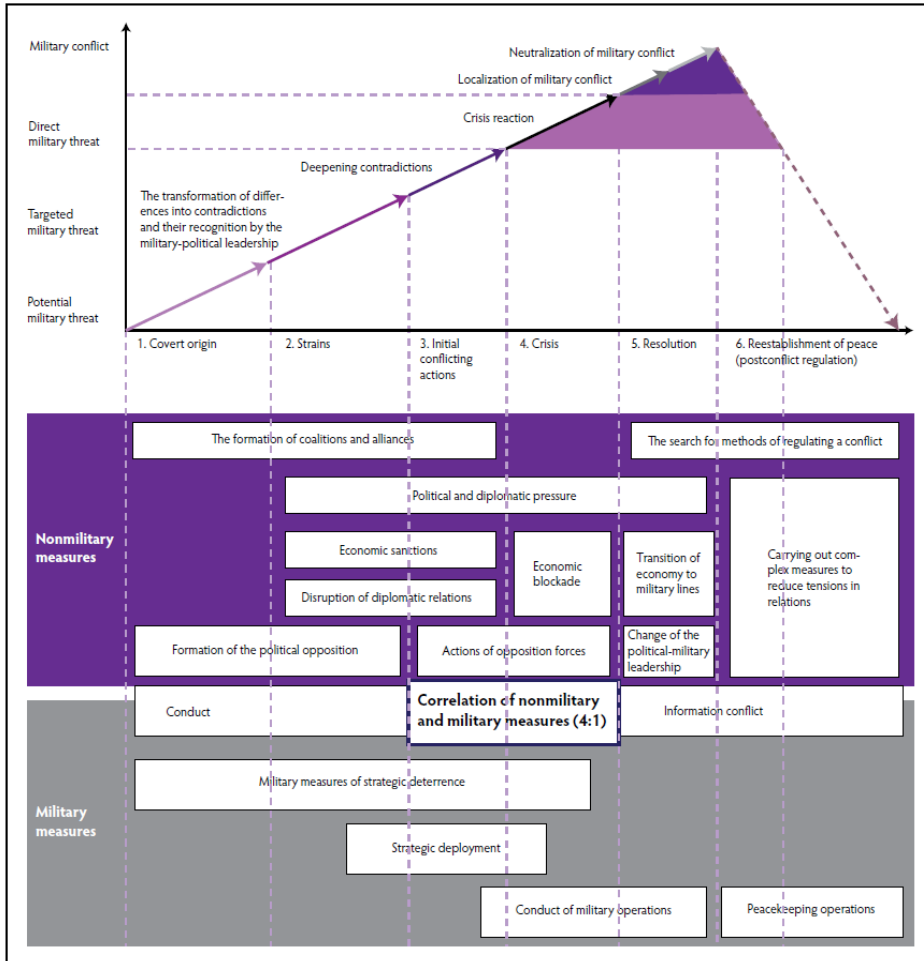 Military conflict
Neutralization of military conflict
Localization of military conflict
Crisis reaction
Direct
military threat
Deepening contradictions
The transformation of differ-
ences into contradictions
and their recognition by the
military-political leadership
Targeted
military threat
Potential
military threat
1. Covert origin
2. Strains
3. Initial
conflicting
actions
4. Crisis
5. Resolution
6. Reestablishment of peace
(postconflict regulation)
The formation of coalitions and alliances
The search for methods of regulating a conflict
Political and diplomatic pressure
Nonmilitary
measures
Economic sanctions
Economic
blockade
Transition of
economy to
military lines
Carrying out com-
plex measures to
reduce tensions in
relations
Disruption of diplomatic relations
Formation of the political opposition
Actions of opposition forces
Change of the
political-military
leadership
Conduct
Correlation of nonmilitary
and military measures (4:1)
Information conflict
Military measures of strategic deterrence
Military
measures
Strategic deployment
Conduct of military operations
Peacekeeping operations